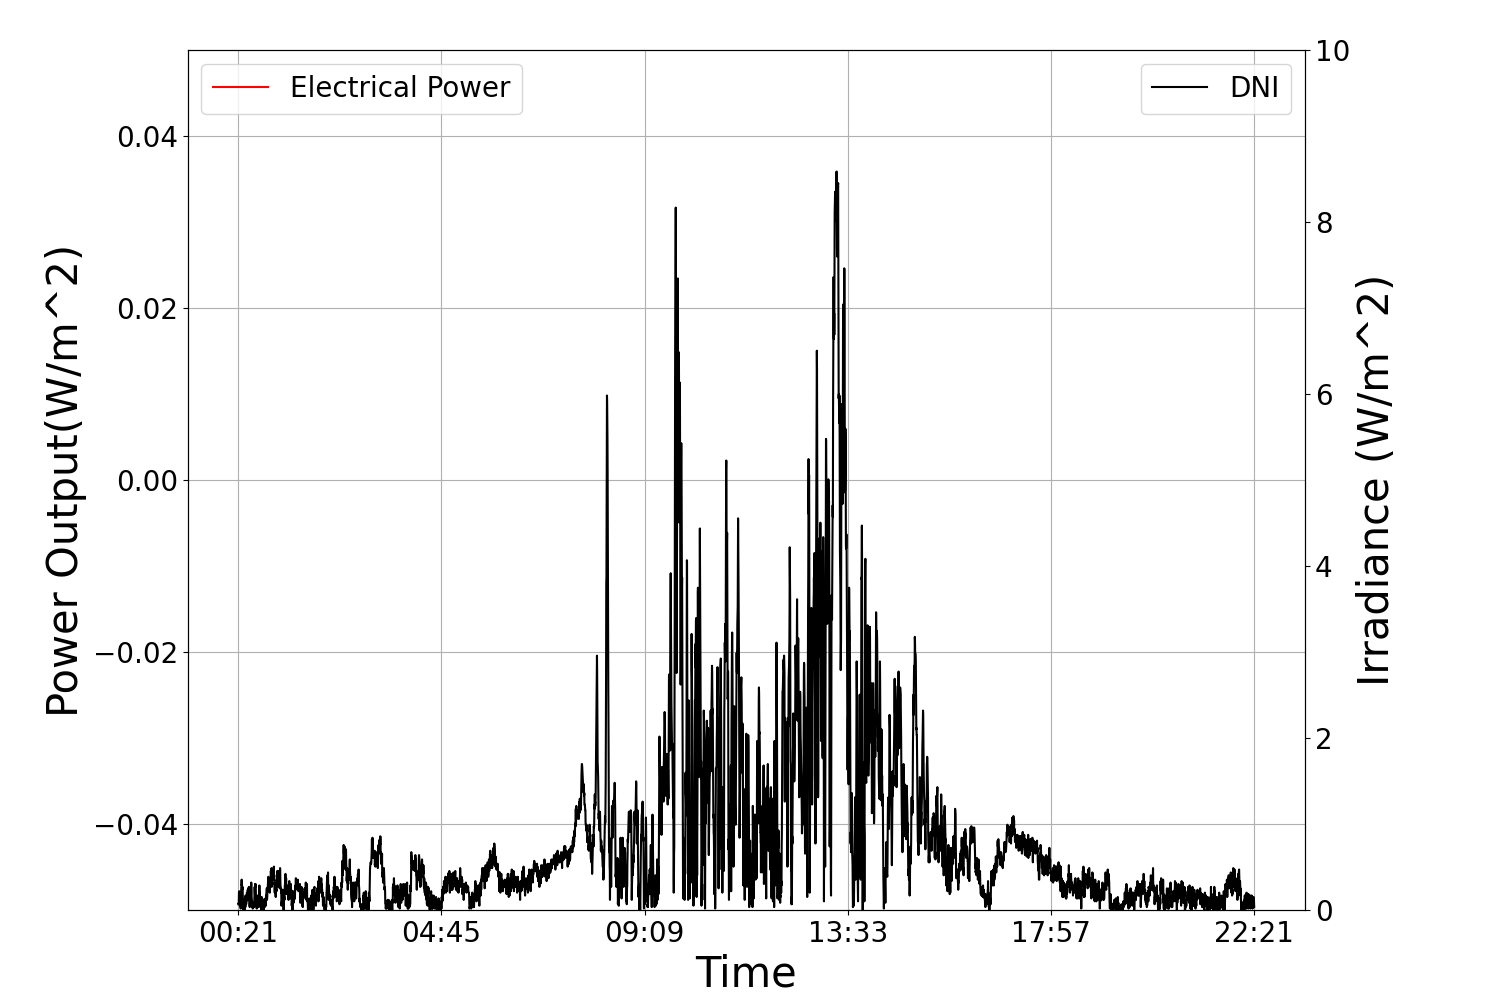 Electrical Power
DNI
Power Output(W/m^2)
0.04
0.02
0.00
−0.02
−0.04
10
8
6
4
2
0
Irradiance (W/m^2)
00:21 04:45 09:09 13:33 17:57 22:21
Time